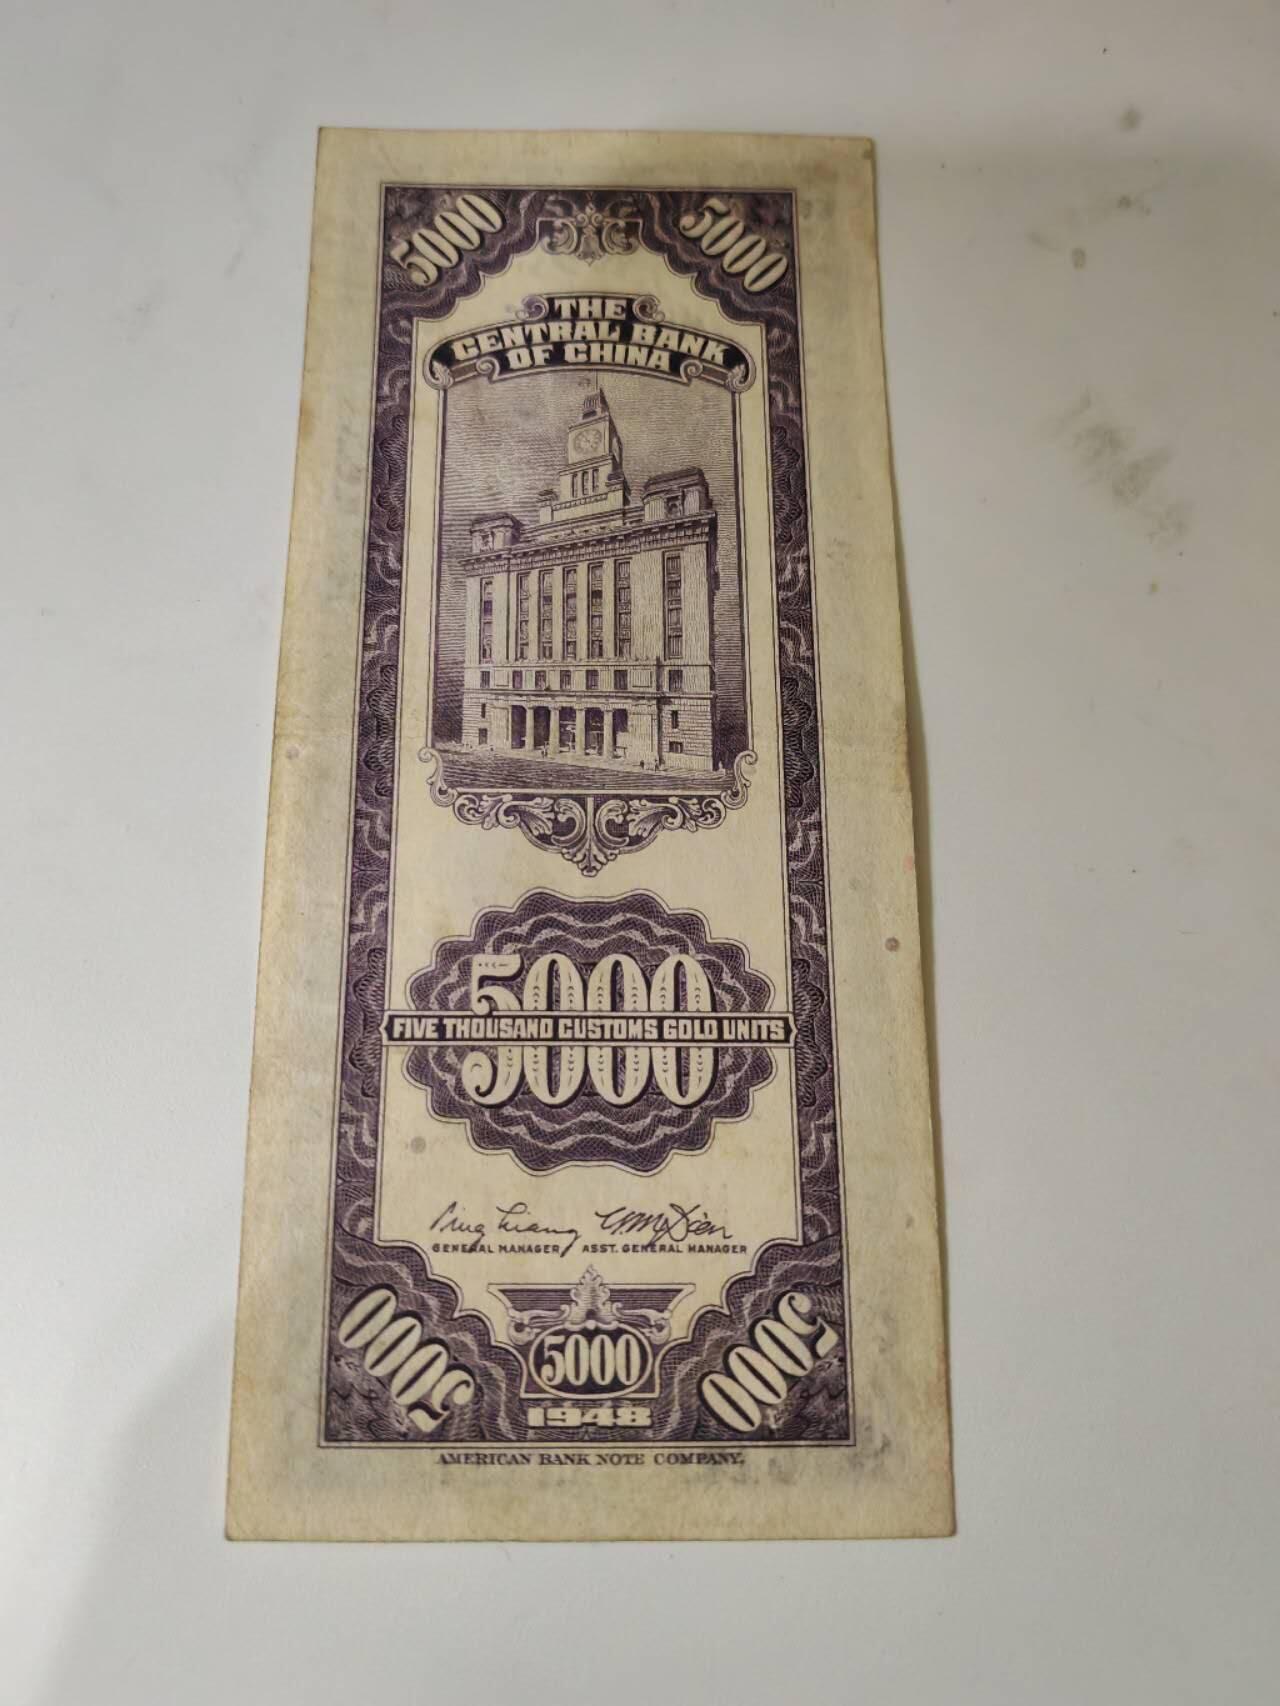 5000 5000
THE
CENTRAL BANK
OF CHINA
5000
FIVE THOUSAND CUSTOMS GOLD UNITS
GENERAL MANAGER ASST. GENERAL MANAGER
5000 5000 5000
1948
AMERICAN BANK NOTE COMPANY.